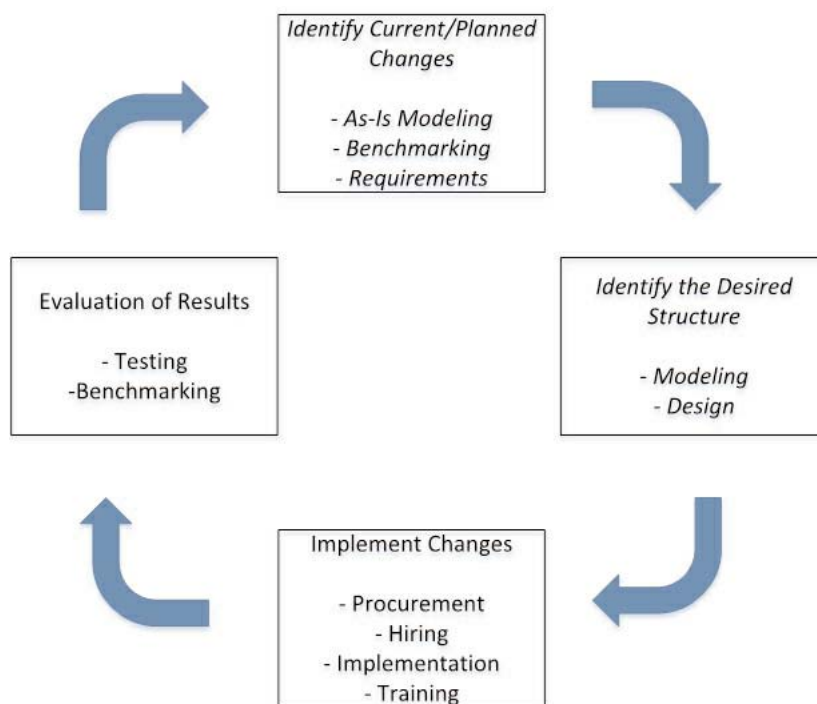 Identify Current/Planned
Changes
- As-Is Modeling
- Benchmarking
- Requirements
Identify the Desired
Structure
- Modeling
- Design
Implement Changes
- Procurement
- Hiring
- Implementation
- Training
Evaluation of Results
- Testing
-Benchmarking